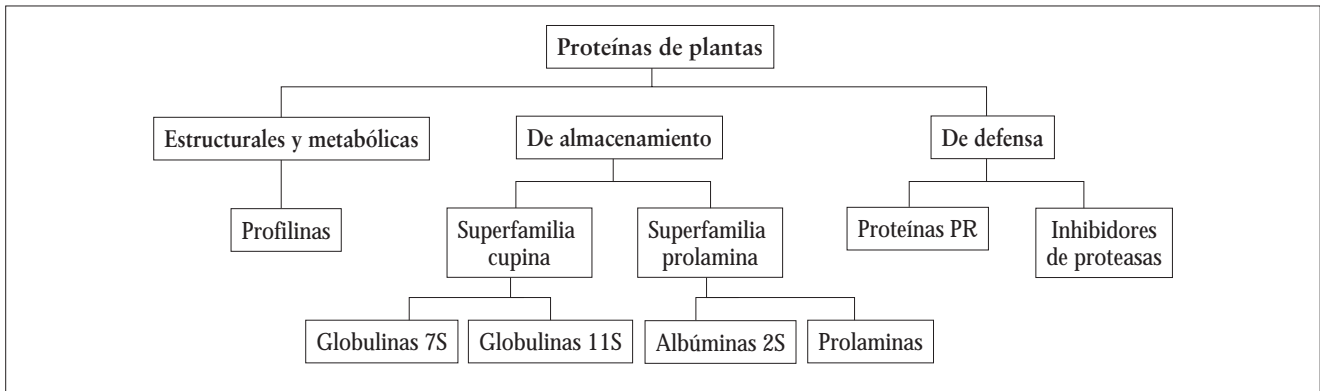 Proteínas de plantas
Estructurales y metabólicas
De almacenamiento
De defensa
Profilinas
Superfamilia
cupina
Superfamilia
prolamina
Proteínas PR
Inhibidores
de proteasas
Globulinas 7S
Globulinas 11S
Albúminas 2S
Prolaminas